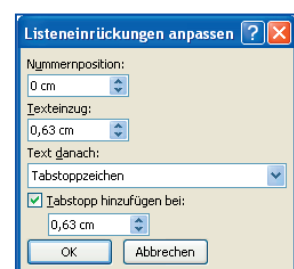 Listeneinrückungen anpassen
Nummernposition:
0 cm
Texteinzug:
0,63 cm
Text danach:
Tabstoppzeichen
Tabstopp hinzufügen bei:
0,63 cm
OK Abbrechen